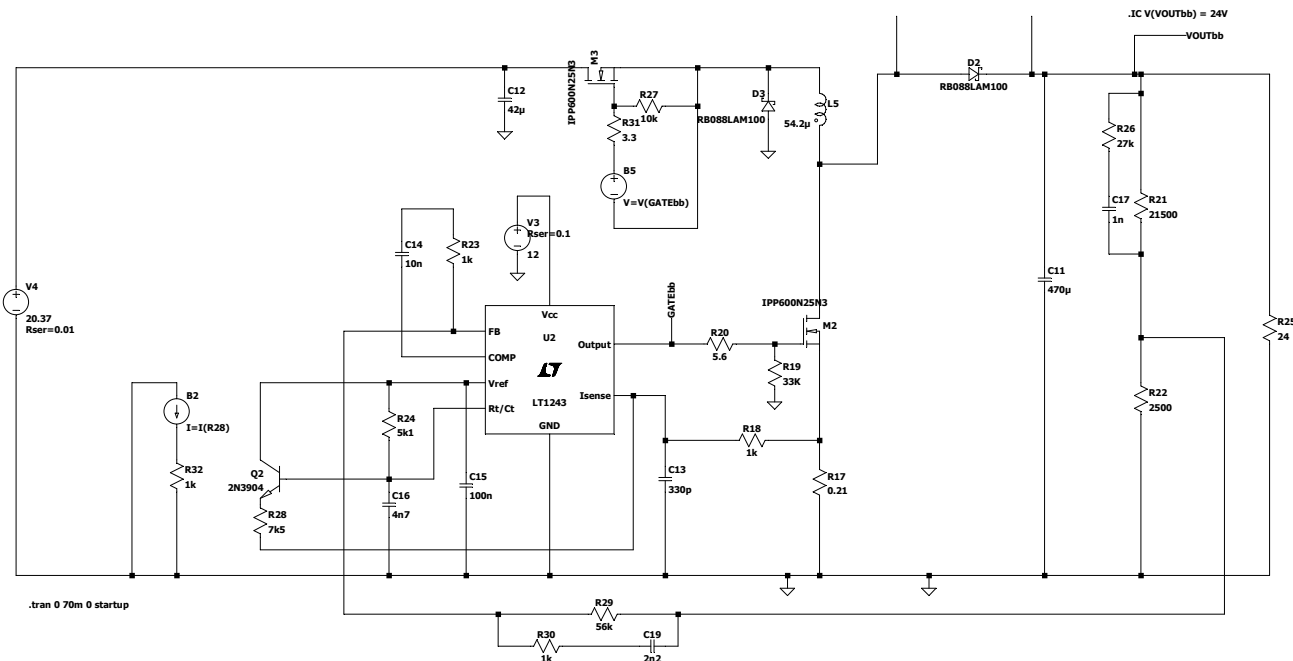 .IC V(VOUTbb) = 24V
VOUTbb
M3
IPP600N25N3
C12
42µ
R27
10k
R31
3.3
B5
V=V(GATEbb)
D3
RB088LAM100
L5
54.2µ
D2
RB088LAM100
R26
27k
C17
1n
R21
21500
C11
470µ
R25
24
R22
2500
V4
20.37
Rser=0.01
C14
10n
R23
1k
V3
Rser=0.1
12
Vcc
U2
FB
COMP
Vref
Rt/Ct
Output
Isense
LT
LT1243
GND
GATEbb
R20
5.6
IPP600N25N3
M2
R19
33K
R18
1k
R17
0.21
C13
330p
B2
I=I(R28)
R32
1k
Q2
2N3904
R28
7k5
R24
5k1
C16
4n7
C15
100n
.tran 0 70m 0 startup
R29
56k
R30
1k
C19
2n2